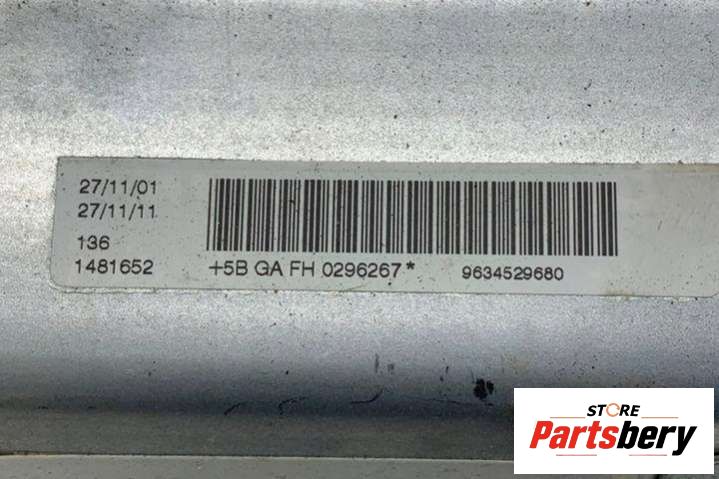 27/11/01
27/11/11
136
1481652
+5B GA FH 0296267* 9634529680
STORE
Partsbery